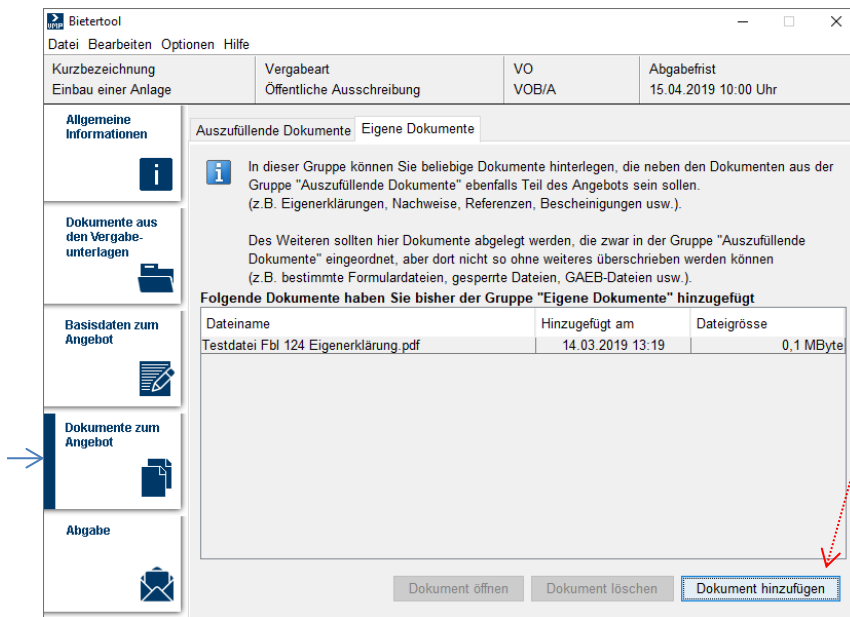 VMP Bietertool
Datei Bearbeiten Optionen Hilfe
Kurzbezeichnung Vergabeart VO Abgabefrist
Einbau einer Anlage Öffentliche Ausschreibung VOB/A 15.04.2019 10:00 Uhr
Allgemeine
Informationen
Dokumente aus
den Vergabe-
unterlagen
Basisdaten zum
Angebot
Dokumente zum
Angebot
Abgabe
Auszufüllende Dokumente Eigene Dokumente
In dieser Gruppe können Sie beliebige Dokumente hinterlegen, die neben den Dokumenten aus der
Gruppe "Auszufüllende Dokumente" ebenfalls Teil des Angebots sein sollen.
(z.B. Eigenerklärungen, Nachweise, Referenzen, Bescheinigungen usw.).
Des Weiteren sollten hier Dokumente abgelegt werden, die zwar in der Gruppe "Auszufüllende
Dokumente" eingeordnet, aber dort nicht so ohne weiteres überschrieben werden können
(z.B. bestimmte Formulardateien, gesperrte Dateien, GAEB-Dateien usw.).
Folgende Dokumente haben Sie bisher der Gruppe "Eigene Dokumente" hinzugefügt
Dateiname Hinzugefügt am Dateigrösse
Testdatei Fbl 124 Eigenerklärung.pdf 14.03.2019 13:19 0,1 MByte
Dokument öffnen Dokument löschen Dokument hinzufügen